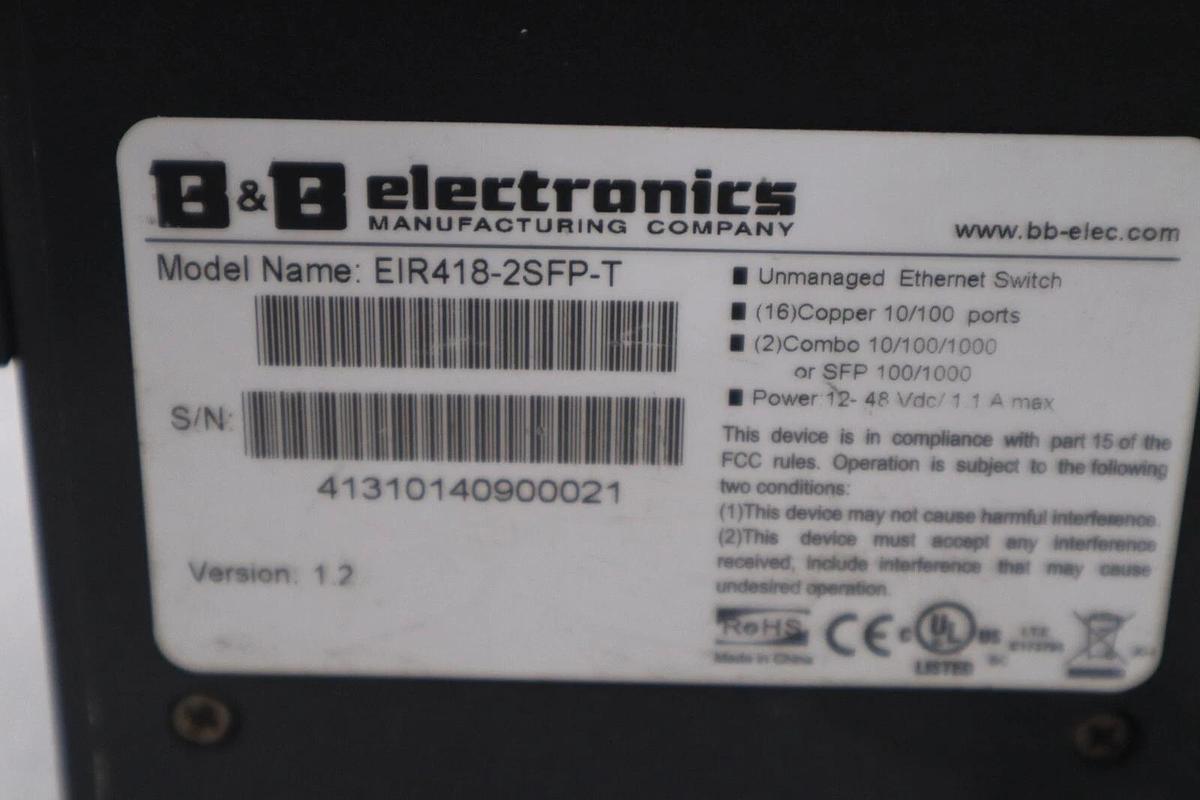 B&B electronics
MANUFACTURING COMPANY
www.bb-elec.com
Model Name: EIR418-2SFP-T
S/N:
41310140900021
Version: 1.2
■ Unmanaged Ethernet Switch
■ (16)Copper 10/100 ports
■ (2)Combo 10/100/1000
or SFP 100/1000
■ Power:12- 48 Vdc/ 1.1 A max
This device is in compliance with part 15 of the
FCC rules. Operation is subject to the following
two conditions:
(1)This device may not cause harmful interference.
(2)This device must accept any interference
received, include interference that may cause
undesired operation.
RoHS
Made in China
CE
C UL US
LISTED
I.T.E.